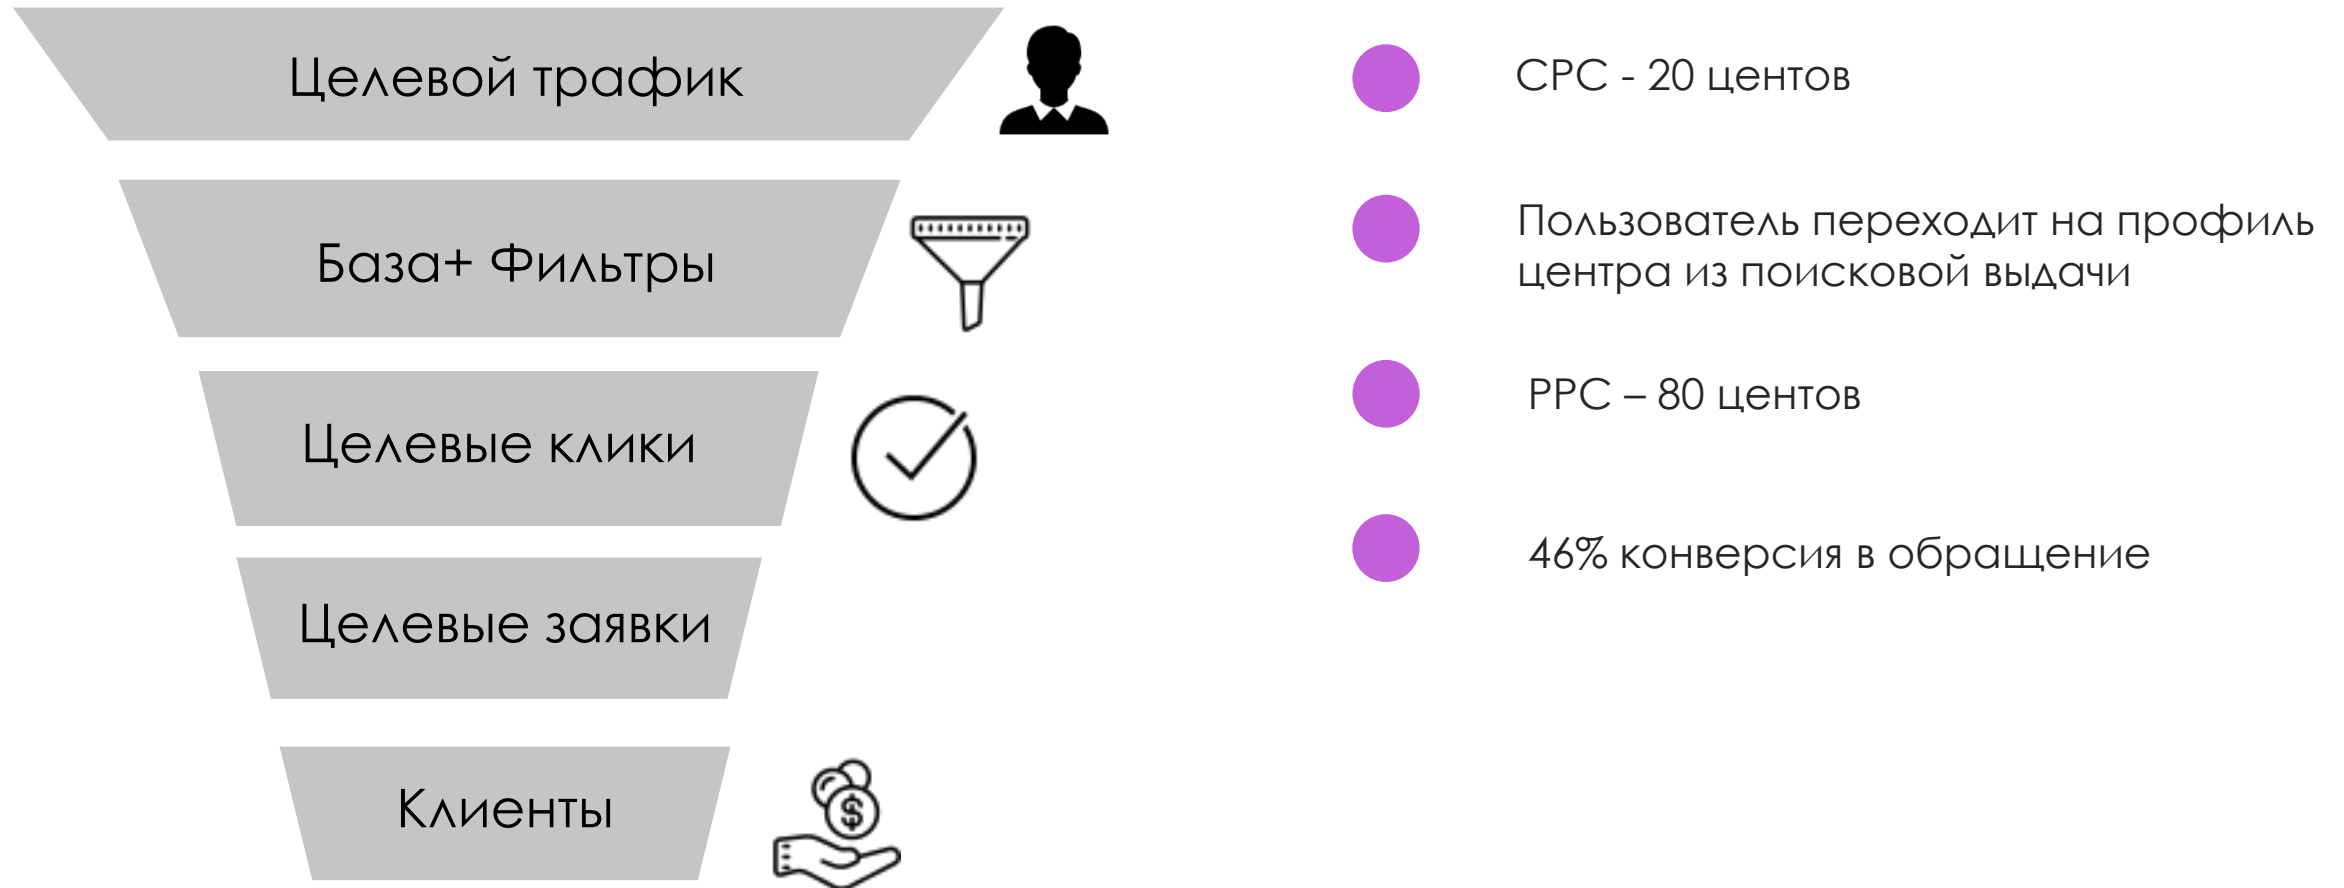 Целевой трафик
База+ Фильтры
Целевые клики
Целевые заявки
Клиенты
$
CPC - 20 центов
Пользователь переходит на профиль
центра из поисковой выдачи
PPC – 80 центов
46% конверсия в обращение